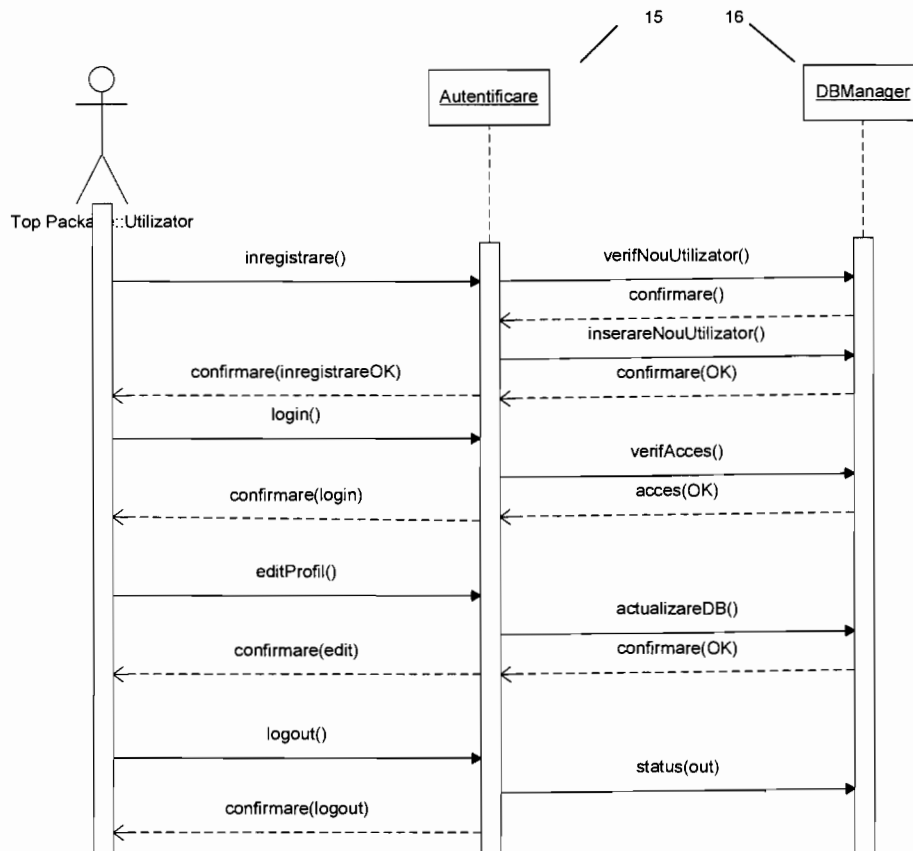 15 16
Autentificare
DBManager
Top Package::Utilizator
inregistrare()
verifNouUtilizator()
confirmare()
inserareNouUtilizator()
confirmare(inregistrareOK)
confirmare(OK)
login()
verifAcces()
confirmare(login)
acces(OK)
editProfil()
actualizareDB()
confirmare(edit)
confirmare(OK)
logout()
status(out)
confirmare(logout)